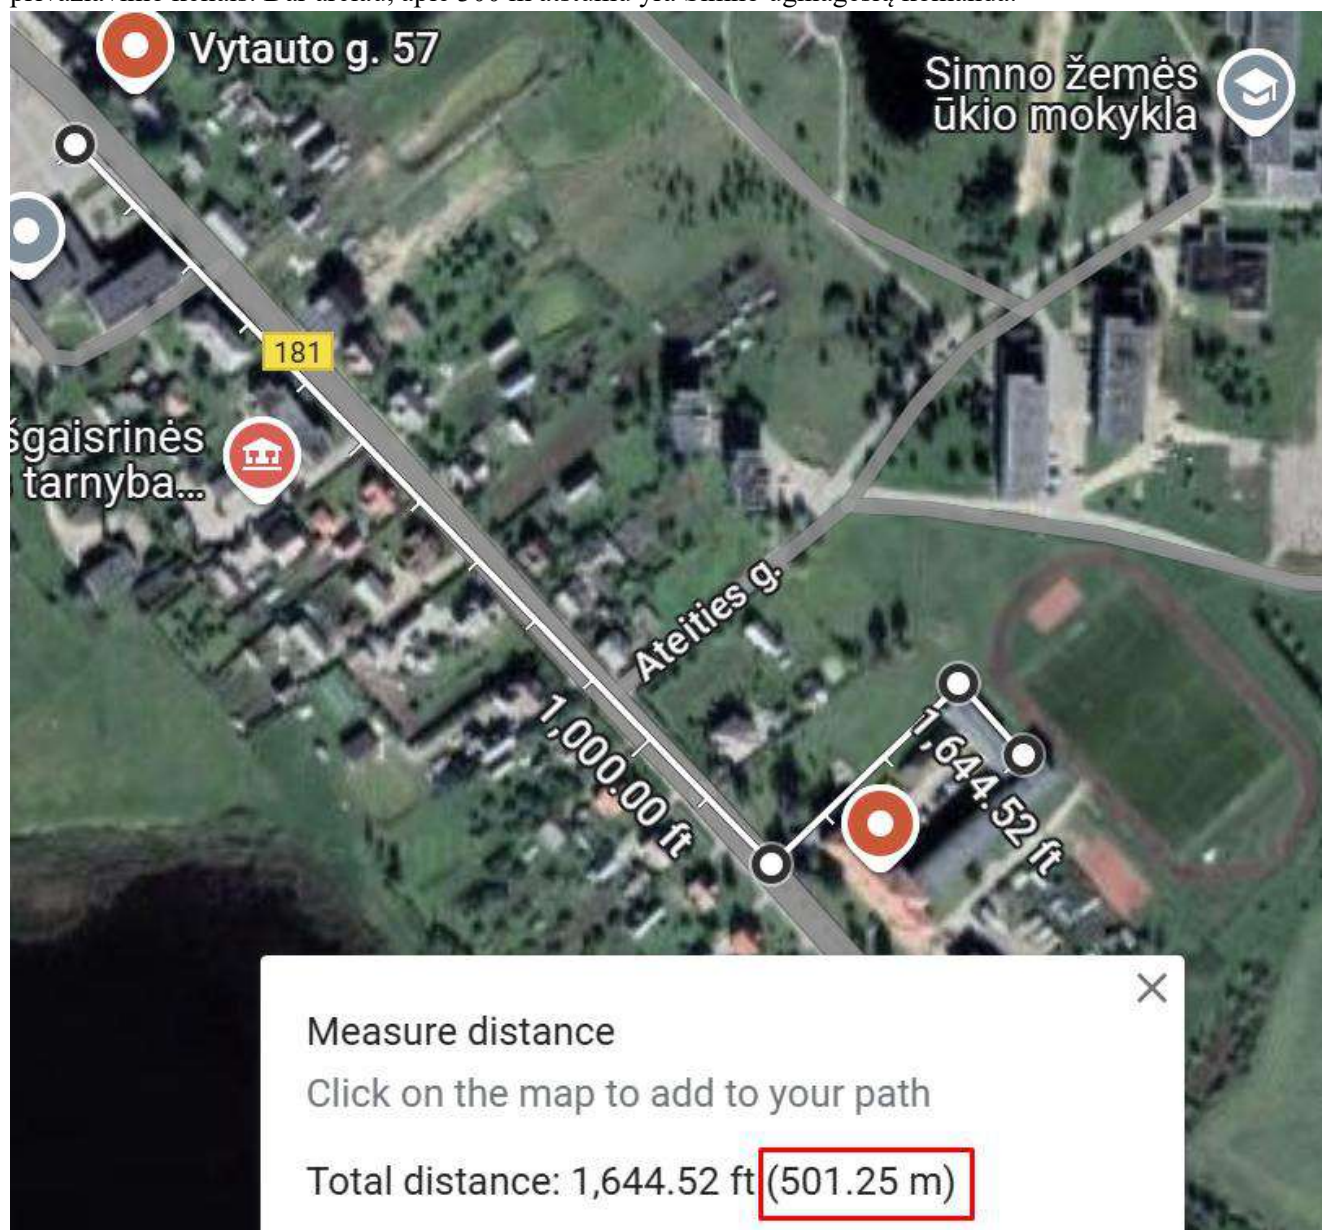 Vytauto g. 57
Simno žemės
ūkio mokykla
181
šgaisrinės
tarnyba...
Ateities g.
1,000.00 ft
1,644.52 ft
Measure distance
Click on the map to add to your path
Total distance: 1,644.52 ft (501.25 m)